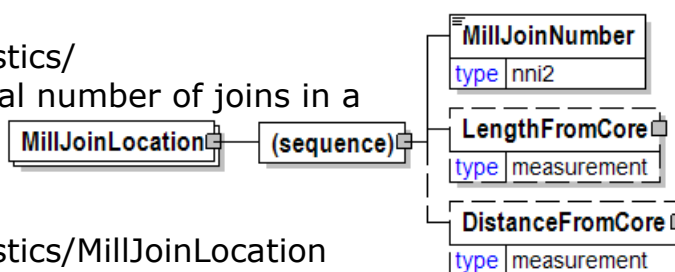 stics/
al number of joins in a
MillJoinLocation
(sequence)
MillJoinNumber
type nni2
LengthFromCore
type measurement
DistanceFromCore
type measurement
stics/MillJoinLocation